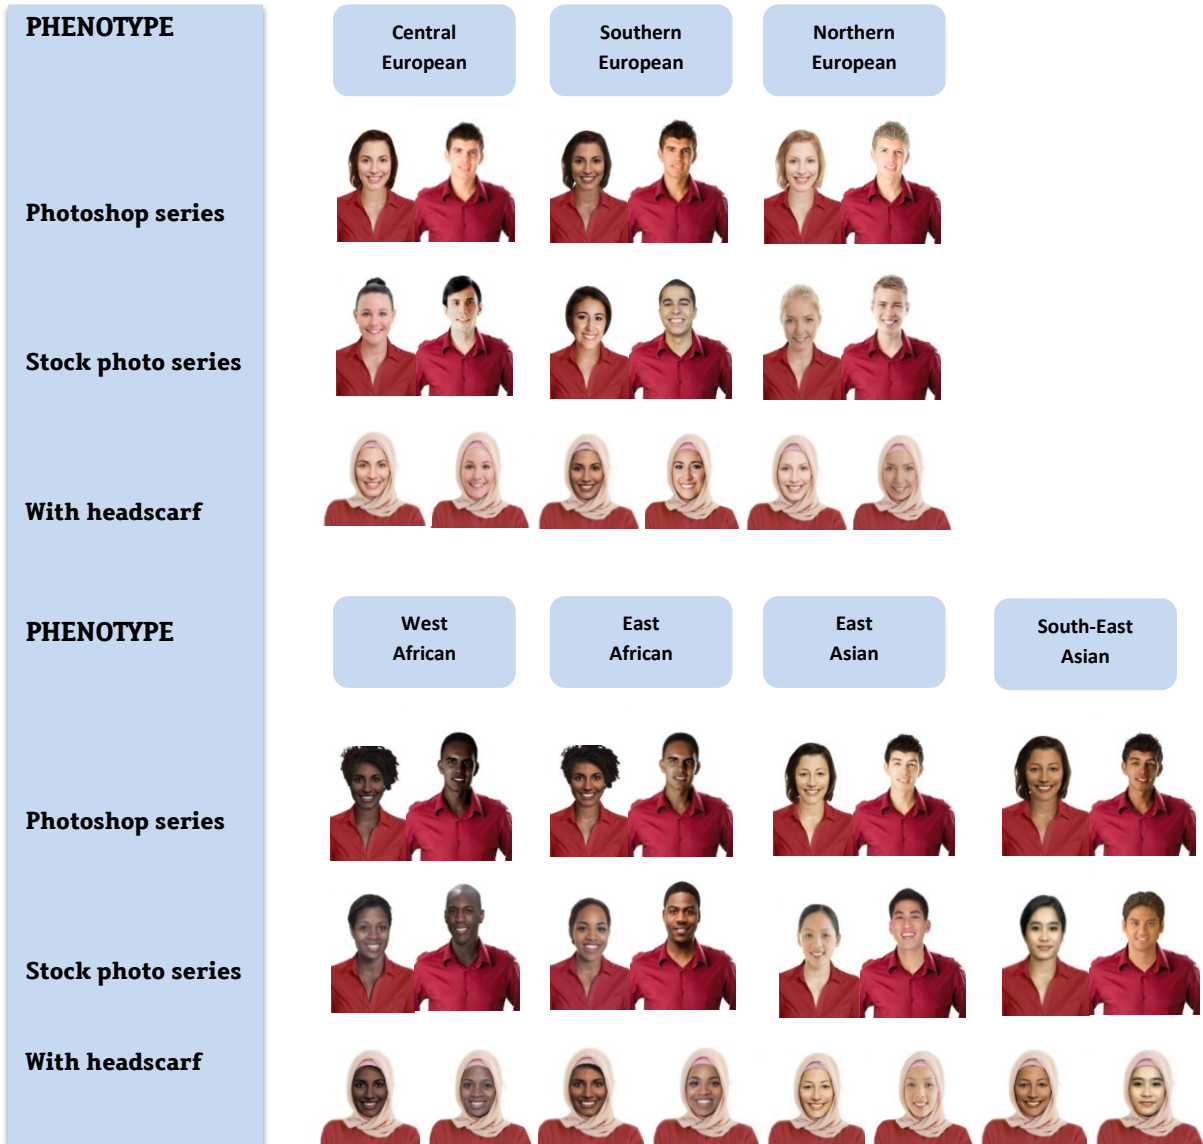 PHENOTYPE
Central
European
Southern
European
Northern
European
Photoshop series
Stock photo series
With headscarf
PHENOTYPE
West
African
East
African
East
Asian
South-East
Asian
Photoshop series
Stock photo series
With headscarf